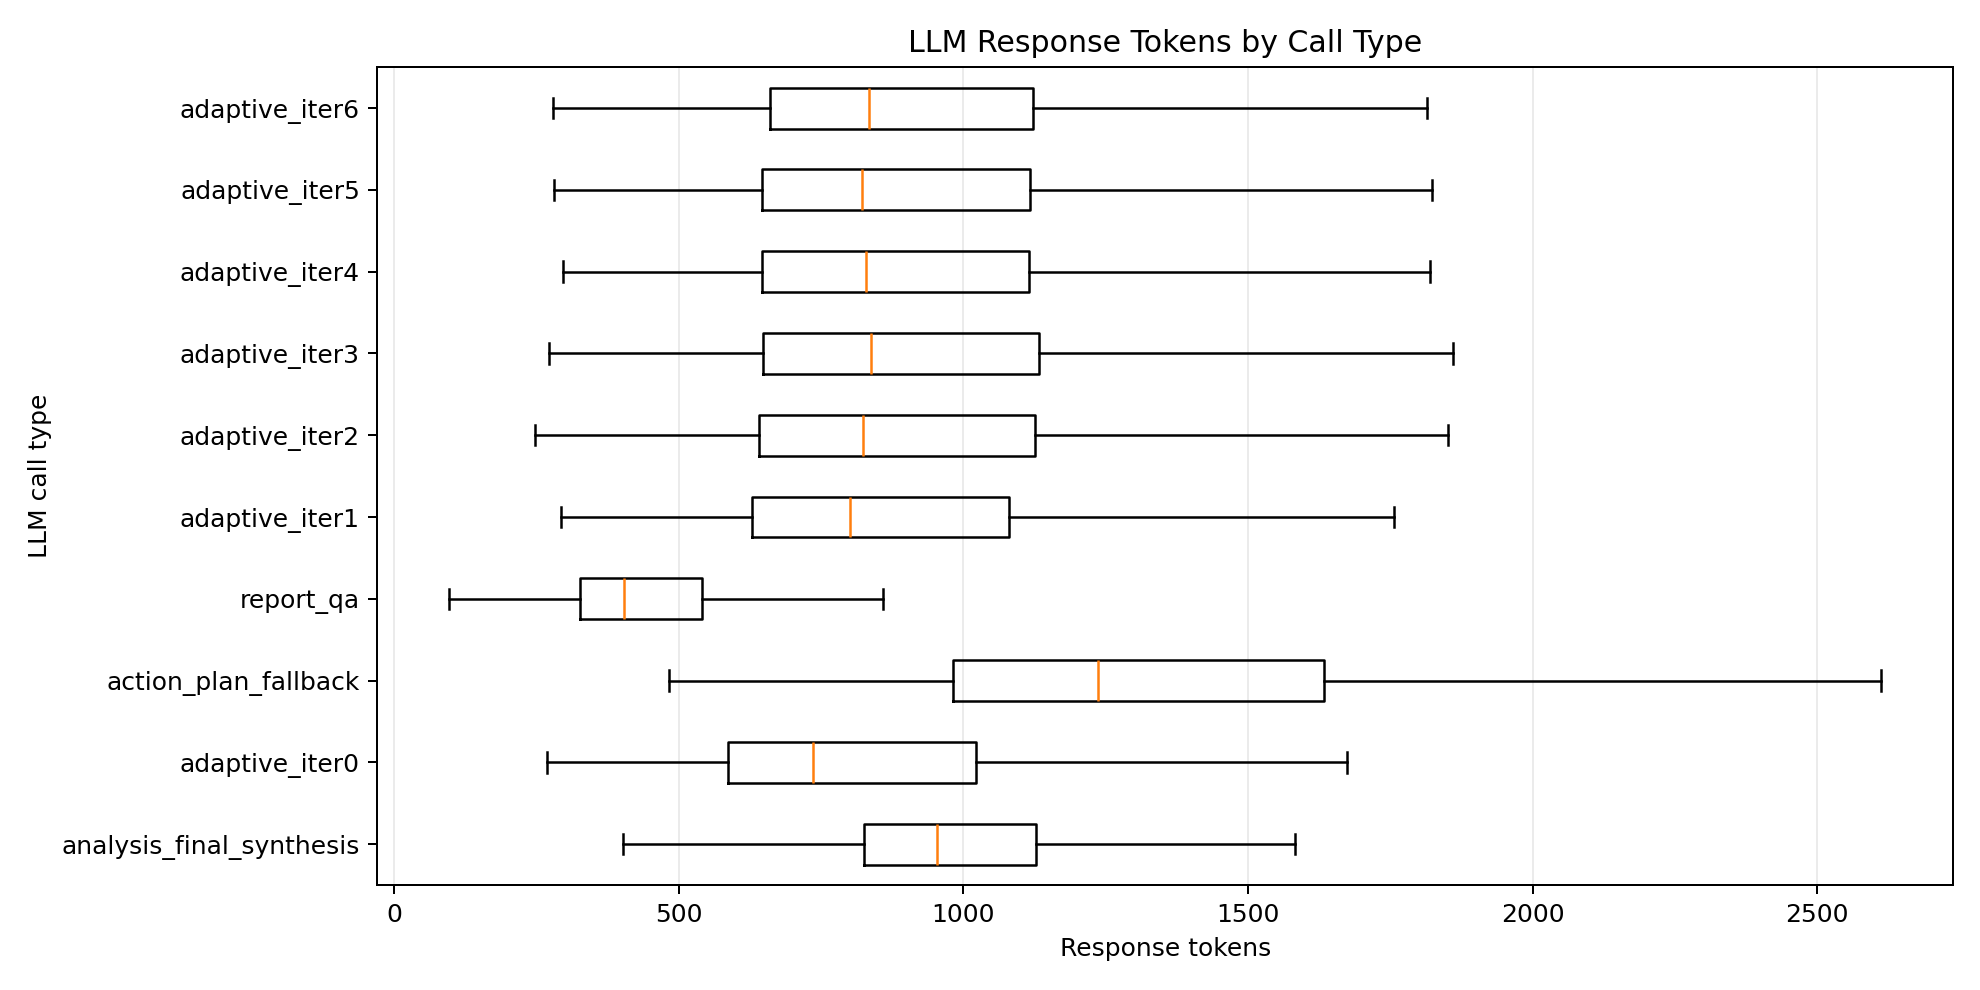 LLM Response Tokens by Call Type
adaptive_iter6
adaptive_iter5
adaptive_iter4
adaptive_iter3
adaptive_iter2
adaptive_iter1
report_qa
action_plan_fallback
adaptive_iter0
analysis_final_synthesis
LLM call type
0 500 1000 1500 2000 2500
Response tokens